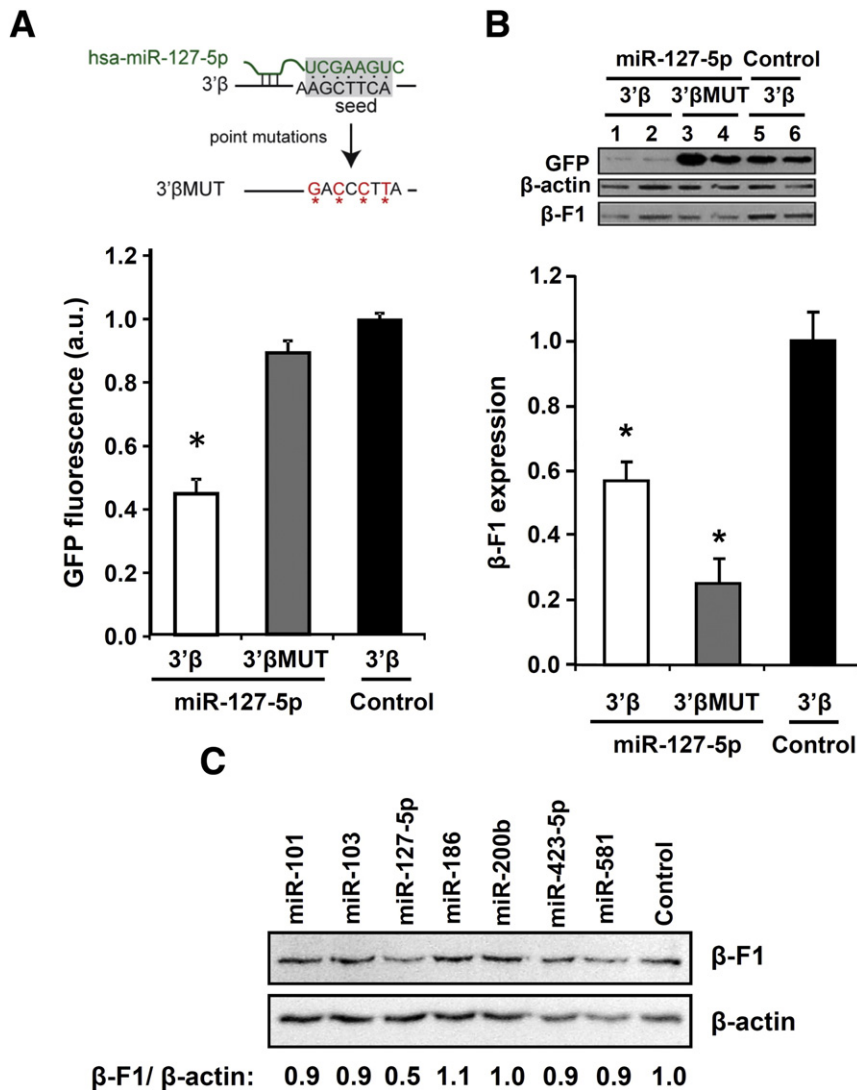 A
hsa-miR-127-5p
UCGAAGUC
3'β
AAGCTTCA
seed
point mutations
3'βMUT
GACCCTTA
* * * *
GFP fluorescence (a.u.)
1.2
1.0
0.8
0.6
0.4
0.2
0.0
*
3'β 3'βMUT 3'β
miR-127-5p Control
B
miR-127-5p Control
3'β 3'βMUT 3'β
1 2 3 4 5 6
GFP
β-actin
β-F1
β-F1 expression
1.2
1.0
0.8
0.6
0.4
0.2
0.0
*
*
3'β 3'βMUT 3'β
miR-127-5p Control
C
miR-101
miR-103
miR-127-5p
miR-186
miR-200b
miR-423-5p
miR-581
Control
β-F1
β-actin
β-F1/ β-actin: 0.9 0.9 0.5 1.1 1.0 0.9 0.9 1.0